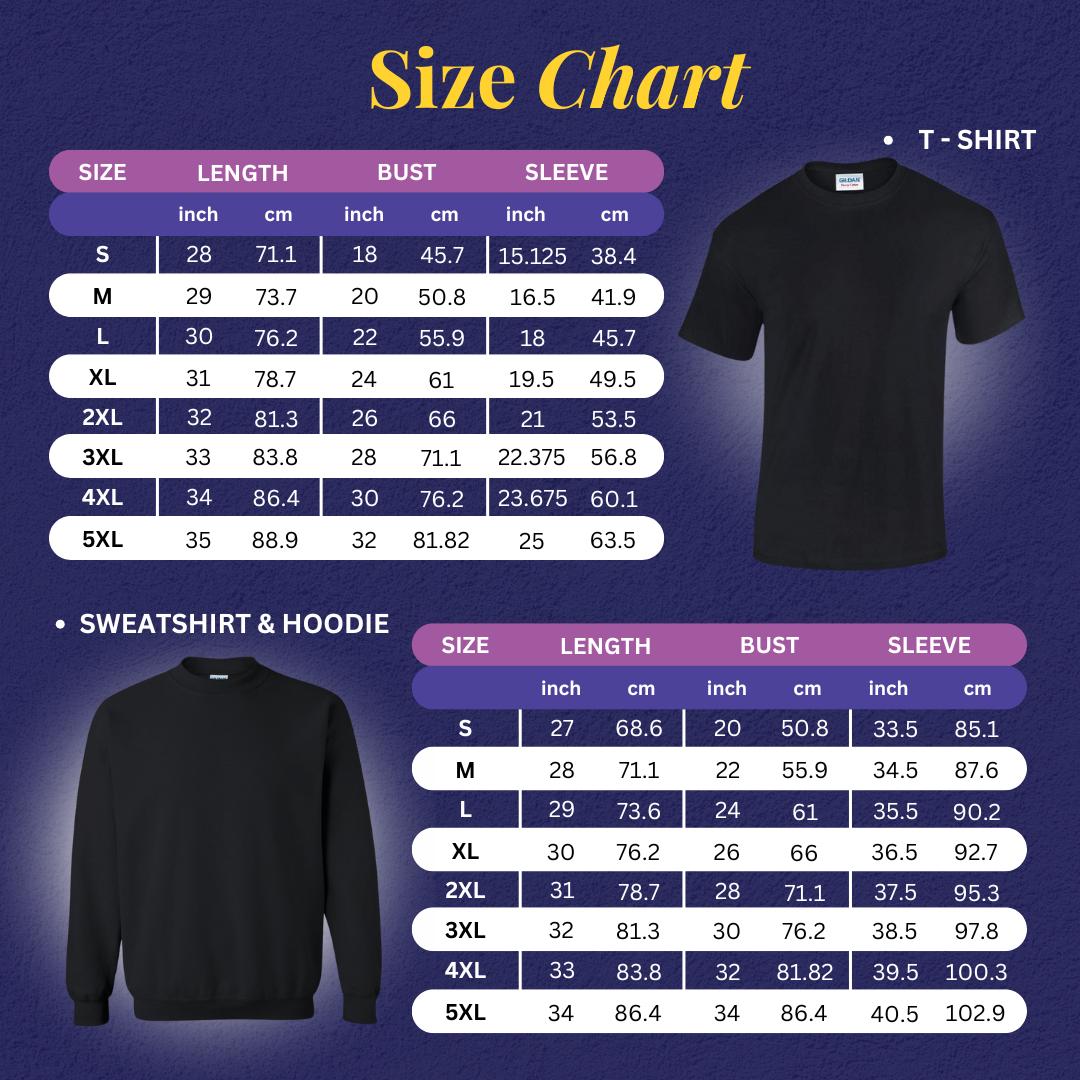 Size Chart
• T - SHIRT
SIZE LENGTH BUST SLEEVE
inch cm inch cm inch cm
S 28 71.1 18 45.7 15.125 38.4
M 29 73.7 20 50.8 16.5 41.9
L 30 76.2 22 55.9 18 45.7
XL 31 78.7 24 61 19.5 49.5
2XL 32 81.3 26 66 21 53.5
3XL 33 83.8 28 71.1 22.375 56.8
4XL 34 86.4 30 76.2 23.675 60.1
5XL 35 88.9 32 81.82 25 63.5
GILDAN
• SWEATSHIRT & HOODIE
SIZE LENGTH BUST SLEEVE
inch cm inch cm inch cm
S 27 68.6 20 50.8 33.5 85.1
M 28 71.1 22 55.9 34.5 87.6
L 29 73.6 24 61 35.5 90.2
XL 30 76.2 26 66 36.5 92.7
2XL 31 78.7 28 71.1 37.5 95.3
3XL 32 81.3 30 76.2 38.5 97.8
4XL 33 83.8 32 81.82 39.5 100.3
5XL 34 86.4 34 86.4 40.5 102.9